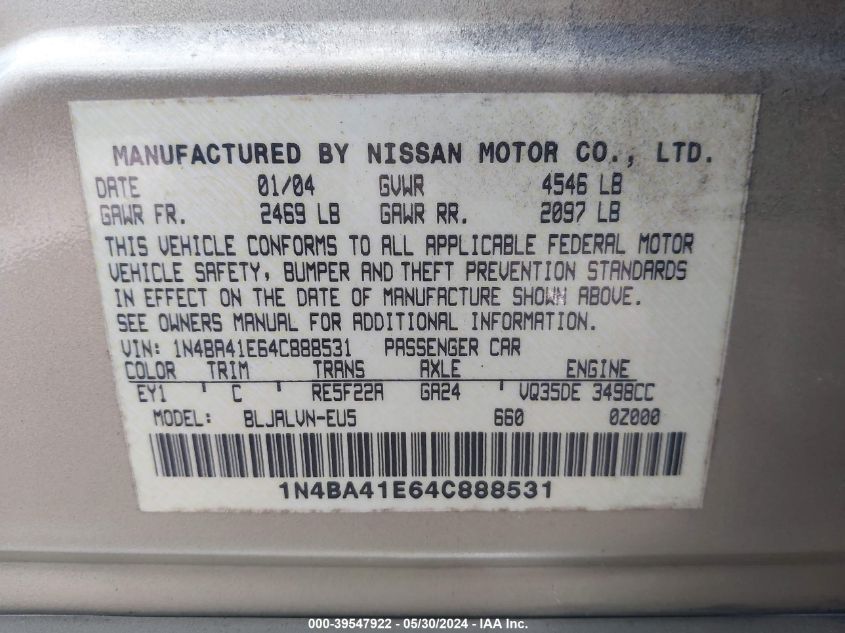 MANUFACTURED BY NISSAN MOTOR CO., LTD.
DATE 01/04 GVWR 4546 LB
GAWR FR. 2469 LB GAWR RR. 2097 LB
THIS VEHICLE CONFORMS TO ALL APPLICABLE FEDERAL MOTOR
VEHICLE SAFETY, BUMPER AND THEFT PREVENTION STANDARDS
IN EFFECT ON THE DATE OF MANUFACTURE SHOWN ABOVE.
SEE OWNERS MANUAL FOR ADDITIONAL INFORMATION.
VIN: 1N4BA41E64C888531 PASSENGER CAR
COLOR TRIM TRANS AXLE ENGINE
EY1 ' C RE5F22A GA24 VQ35DE 3498CC
MODEL: BLJALVN-EU5 660 0Z000
1N4BA41E64C888531
000-39547922 / 05/30/2024 - IAA Inc.